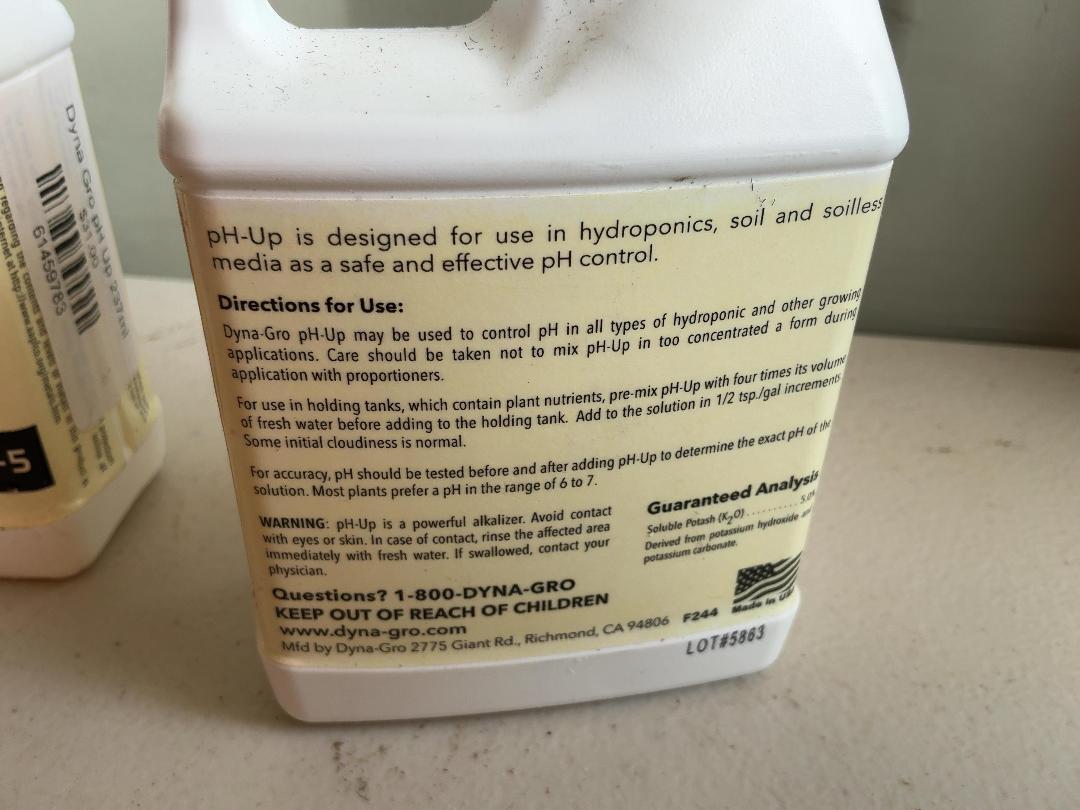 Dyna Gro pH Up 237ml
61459783
-5
pH-Up is designed for use in hydroponics, soil and soilless
media as a safe and effective pH control.
Directions for Use:
Dyna-Gro pH-Up may be used to control pH in all types of hydroponic and other growing
applications. Care should be taken not to mix pH-Up in too concentrated a form during
application with proportioners.
For use in holding tanks, which contain plant nutrients, pre-mix pH-Up with four times its volume
of fresh water before adding to the holding tank. Add to the solution in 1/2 tsp./gal increments.
Some initial cloudiness is normal.
For accuracy, pH should be tested before and after adding pH-Up to determine the exact pH of the
solution. Most plants prefer a pH in the range of 6 to 7.
WARNING: pH-Up is a powerful alkalizer. Avoid contact
with eyes or skin. In case of contact, rinse the affected area
immediately with fresh water. If swallowed, contact your
physician.
Guaranteed Analysis
Soluble Potash (K₂O) .......... 5.0%
Derived from potassium hydroxide and
potassium carbonate.
Questions? 1-800-DYNA-GRO
KEEP OUT OF REACH OF CHILDREN
www.dyna-gro.com
Mfd by Dyna-Gro 2775 Giant Rd., Richmond, CA 94806 F244
Made in USA
LOT#5863